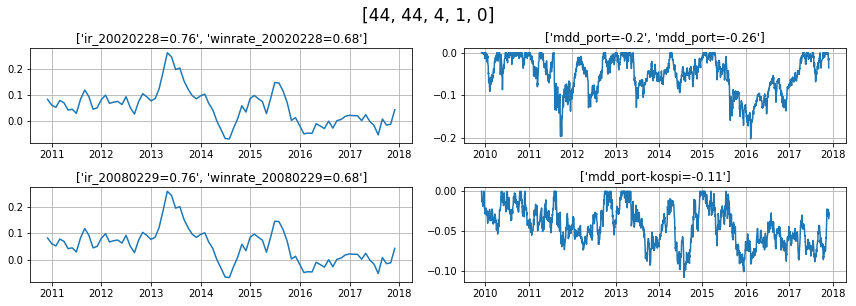 [44, 44, 4, 1, 0]
['ir_20020228=0.76', 'winrate_20020228=0.68']
0.2
0.1
0.0
2011 2012 2013 2014 2015 2016 2017 2018
['mdd_port=-0.2', 'mdd_port=-0.26']
0.0
−0.1
−0.2
2010 2011 2012 2013 2014 2015 2016 2017 2018
['ir_20080229=0.76', 'winrate_20080229=0.68']
0.2
0.1
0.0
2011 2012 2013 2014 2015 2016 2017 2018
['mdd_port-kospi=-0.11']
0.00
−0.05
−0.10
2010 2011 2012 2013 2014 2015 2016 2017 2018